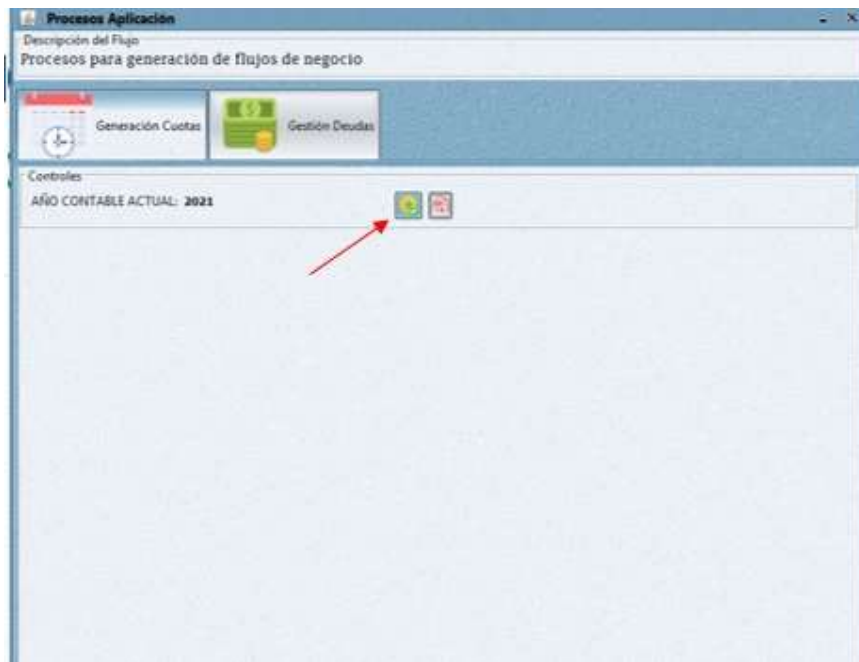 Procesos Aplicación
Descripción del Flujo
Procesos para generación de flujos de negocio
Generación Cuotas
Gestión Deudas
Controles
AÑO CONTABLE ACTUAL: 2021